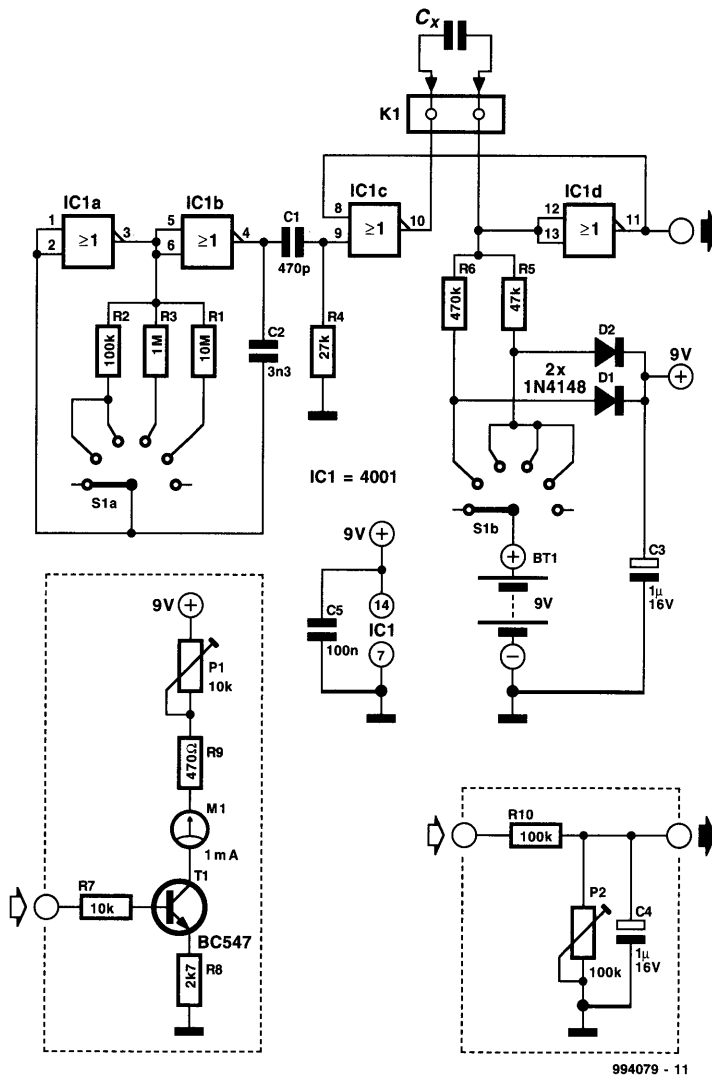 Cx
K1
IC1a
IC1b
IC1c
IC1d
1
2
≥1
3
5
6
≥1
4
C1
470p
8
9
≥1
10
12
13
≥1
11
R2
100k
R3
1M
R1
10M
C2
3n3
R4
27k
R6
470k
R5
47k
D2
2x
1N4148
D1
9V
S1a
IC1 = 4001
S1b
BT1
9V
C3
1µ
16V
9V
C5
100n
14
IC1
7
9V
P1
10k
R9
470Ω
M1
1mA
T1
R7
10k
BC547
R8
2k7
R10
100k
P2
100k
C4
1µ
16V
994079 - 11